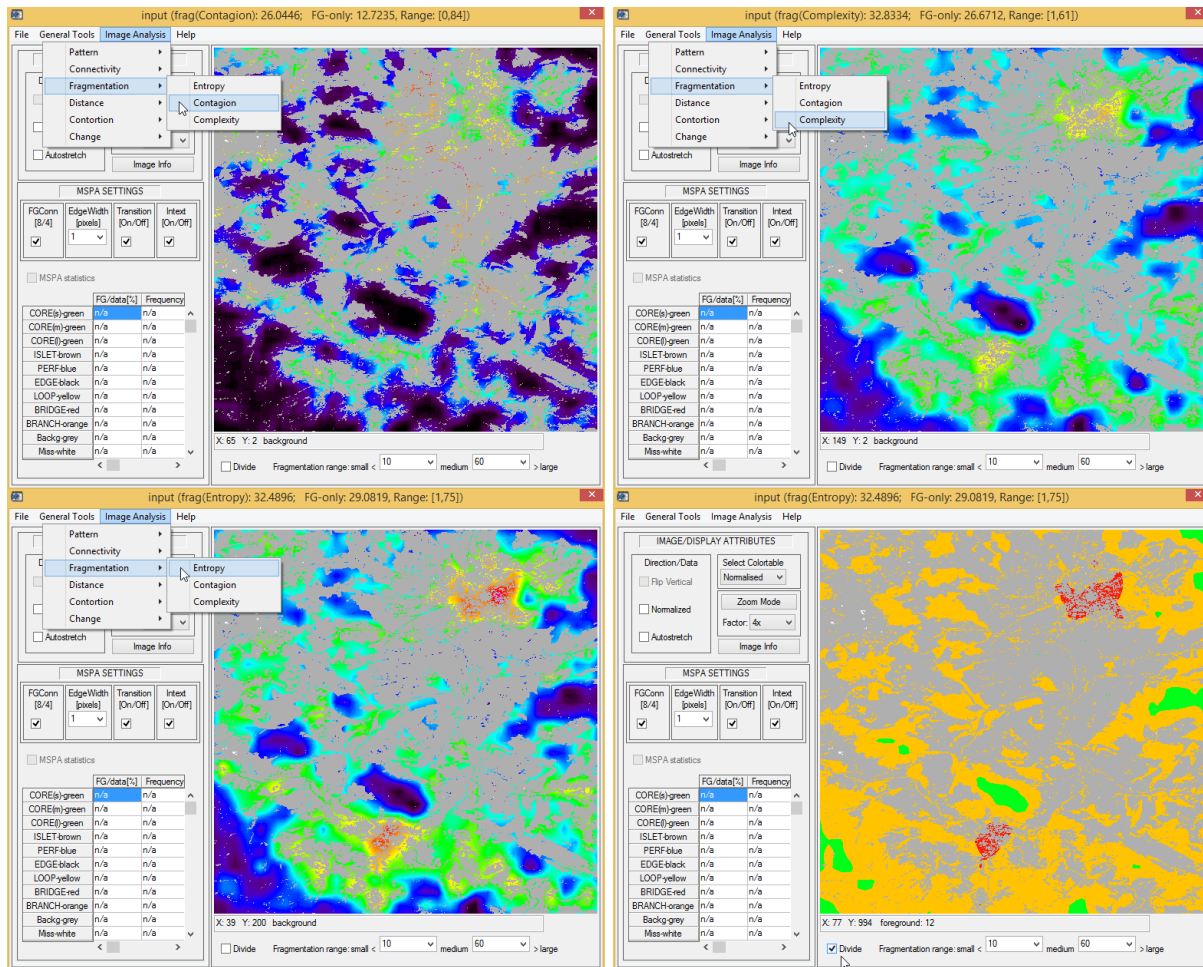 input (frag(Contagion): 26.0446;   FG-only: 12.7235, Range: [0,84])
File General Tools Image Analysis Help
Pattern
Connectivity
Fragmentation
Distance
Contortion
Change
Entropy
Contagion
Complexity
Autostretch
Image Info
MSPA SETTINGS
FGConn EdgeWidth Transition Intext
[8/4] [pixels] [On/Off] [On/Off]
1
MSPA statistics
FG/data[%] Frequency
CORE(s)-green n/a n/a
CORE(m)-green n/a n/a
CORE(l)-green n/a n/a
ISLET-brown n/a n/a
PERF-blue n/a n/a
EDGE-black n/a n/a
LOOP-yellow n/a n/a
BRIDGE-red n/a n/a
BRANCH-orange n/a n/a
Backg-grey n/a n/a
Miss-white n/a n/a
X: 65 Y: 2 background
Divide Fragmentation range: small < 10 medium 60 > large
input (frag(Complexity): 32.8334;   FG-only: 26.6712, Range: [1,61])
File General Tools Image Analysis Help
Pattern
Connectivity
Fragmentation
Distance
Contortion
Change
Entropy
Contagion
Complexity
Autostretch
Image Info
MSPA SETTINGS
FGConn EdgeWidth Transition Intext
[8/4] [pixels] [On/Off] [On/Off]
1
MSPA statistics
FG/data[%] Frequency
CORE(s)-green n/a n/a
CORE(m)-green n/a n/a
CORE(l)-green n/a n/a
ISLET-brown n/a n/a
PERF-blue n/a n/a
EDGE-black n/a n/a
LOOP-yellow n/a n/a
BRIDGE-red n/a n/a
BRANCH-orange n/a n/a
Backg-grey n/a n/a
Miss-white n/a n/a
X: 149 Y: 2 background
Divide Fragmentation range: small < 10 medium 60 > large
input (frag(Entropy): 32.4896;   FG-only: 29.0819, Range: [1,75])
File General Tools Image Analysis Help
Pattern
Connectivity
Fragmentation
Distance
Contortion
Change
Entropy
Contagion
Complexity
Autostretch
Image Info
MSPA SETTINGS
FGConn EdgeWidth Transition Intext
[8/4] [pixels] [On/Off] [On/Off]
1
MSPA statistics
FG/data[%] Frequency
CORE(s)-green n/a n/a
CORE(m)-green n/a n/a
CORE(l)-green n/a n/a
ISLET-brown n/a n/a
PERF-blue n/a n/a
EDGE-black n/a n/a
LOOP-yellow n/a n/a
BRIDGE-red n/a n/a
BRANCH-orange n/a n/a
Backg-grey n/a n/a
Miss-white n/a n/a
X: 39 Y: 200 background
Divide Fragmentation range: small < 10 medium 60 > large
input (frag(Entropy): 32.4896;   FG-only: 29.0819, Range: [1,75])
File General Tools Image Analysis Help
IMAGE/DISPLAY ATTRIBUTES
Direction/Data Select Colortable
Flip Vertical Normalised
Normalized Zoom Mode
Factor: 4x
Autostretch Image Info
MSPA SETTINGS
FGConn EdgeWidth Transition Intext
[8/4] [pixels] [On/Off] [On/Off]
1
MSPA statistics
FG/data[%] Frequency
CORE(s)-green n/a n/a
CORE(m)-green n/a n/a
CORE(l)-green n/a n/a
ISLET-brown n/a n/a
PERF-blue n/a n/a
EDGE-black n/a n/a
LOOP-yellow n/a n/a
BRIDGE-red n/a n/a
BRANCH-orange n/a n/a
Backg-grey n/a n/a
Miss-white n/a n/a
X: 77 Y: 994 foreground: 12
Divide Fragmentation range: small < 10 medium 60 > large